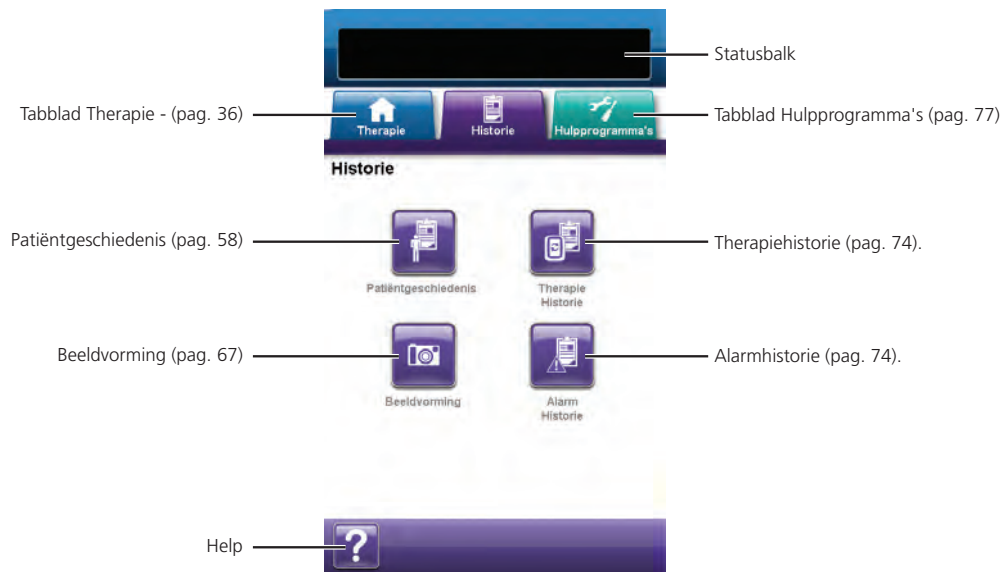 Statusbalk
Tabblad Therapie - (pag. 36)
Therapie
Historie
Hulpprogramma's
Tabblad Hulpprogramma's (pag. 77)
Historie
Patiëntgeschiedenis (pag. 58)
Therapiehistorie (pag. 74).
Patiëntgeschiedenis
Therapie
Historie
Beeldvorming (pag. 67)
Alarmhistorie (pag. 74).
Beeldvorming
Alarm
Historie
Help
?